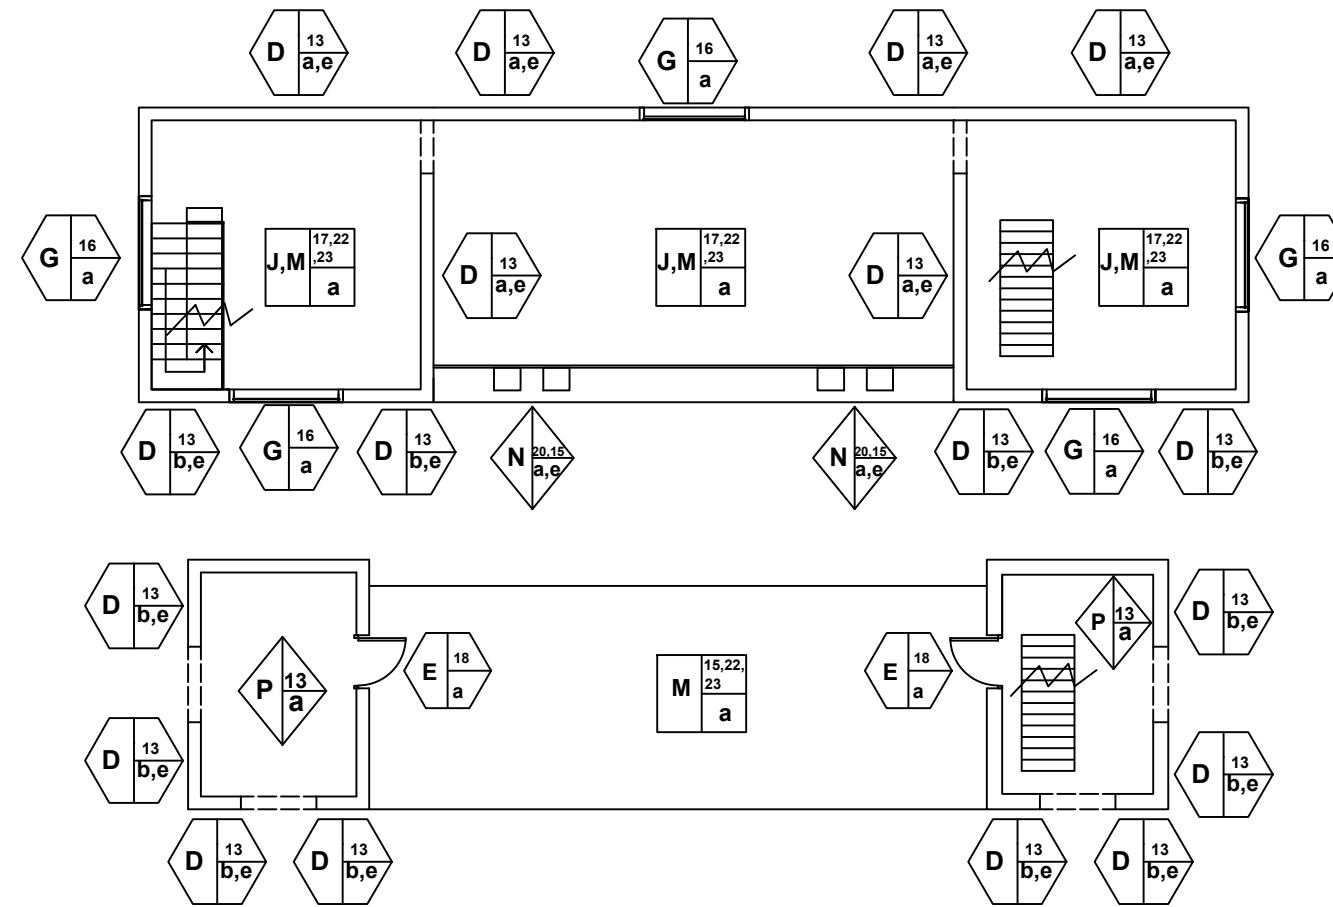 D 13 a,e
D 13 a,e
G 16 a
D 13 a,e
D 13 a,e
G 16 a
J,M 17,22 ,23 a
D 13 a,e
J,M 17,22 ,23 a
D 13 a,e
J,M 17,22 ,23 a
G 16 a
D 13 b,e
G 16 a
D 13 b,e
N 20,15 a,e
N 20,15 a,e
D 13 b,e
G 16 a
D 13 b,e
D 13 b,e
P 13 a
D 13 b,e
P 13 a
E 18 a
M 15,22, 23 a
E 18 a
D 13 b,e
D 13 b,e
D 13 b,e
D 13 b,e
D 13 b,e
D 13 b,e